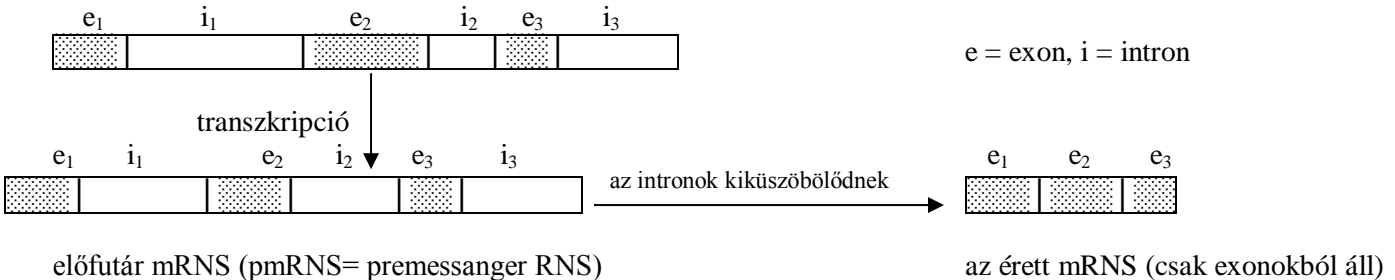 e₁ i₁ e₂ i₂ e₃ i₃
e = exon, i = intron
transzkripció
e₁ i₁ e₂ i₂ e₃ i₃
az intronok kiküszöbölődnek
e₁ e₂ e₃
előfutár mRNS (pmRNS= premessanger RNS)
az érett mRNS (csak exonokból áll)